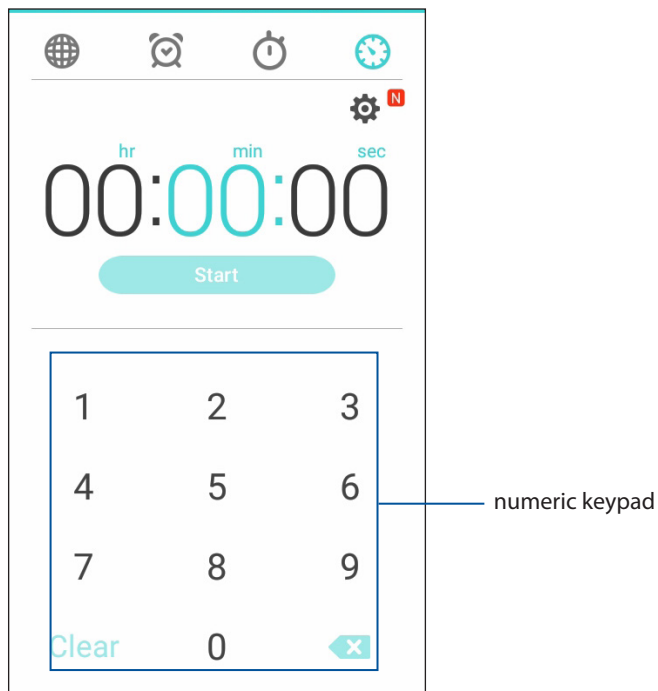 N
hr min sec
00:00:00
Start
1 2 3
4 5 6
numeric keypad
7 8 9
Clear 0